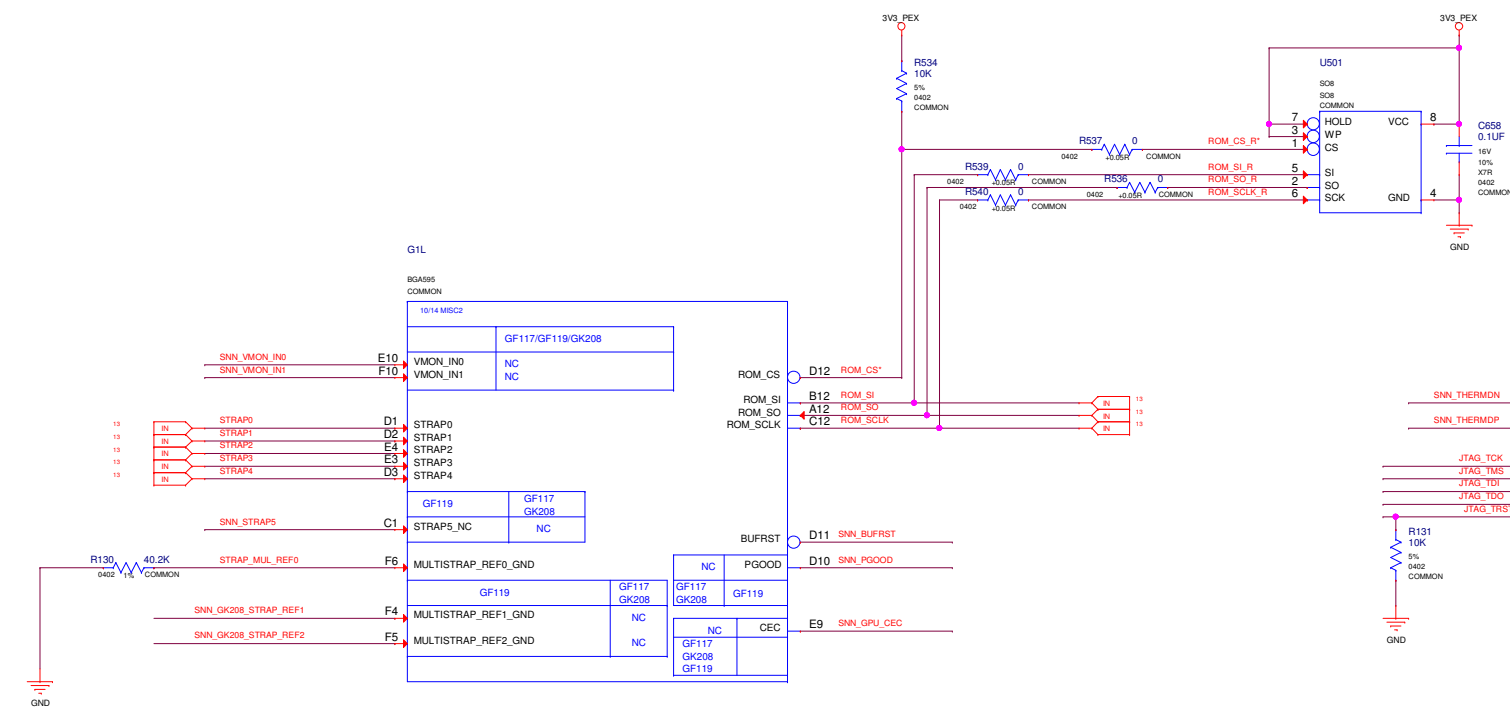 3V3_PEX
3V3_PEX
R534
10K
5%
0402
COMMON
U501
SO8
SO8
COMMON
7 HOLD VCC 8
3 WP
1 CS
5 SI
2 SO
6 SCK GND 4
C658
0.1UF
16V
10%
X7R
0402
COMMON
GND
R537 0 ROM_CS_R*
0402 +0.05R COMMON
R539 0 ROM_SI_R
0402 +0.05R COMMON
R536 0 ROM_SO_R
0402 +0.05R COMMON
R540 0 ROM_SCLK_R
0402 +0.05R COMMON
G1L
BGA595
COMMON
10/14 MISC2
GF117/GF119/GK208
SNN_VMON_IN0 E10 VMON_IN0 NC
SNN_VMON_IN1 F10 VMON_IN1 NC
ROM_CS D12 ROM_CS*
ROM_SI B12 ROM_SI IN 13
ROM_SO A12 ROM_SO IN 13
ROM_SCLK C12 ROM_SCLK IN 13
13 IN STRAP0 D1 STRAP0
13 IN STRAP1 D2 STRAP1
13 IN STRAP2 E4 STRAP2
13 IN STRAP3 E3 STRAP3
13 IN STRAP4 D3 STRAP4
GF119 GF117
GK208
SNN_STRAP5 C1 STRAP5_NC NC
BUFRST D11 SNN_BUFRST
R130 40.2K STRAP_MUL_REF0 F6 MULTISTRAP_REF0_GND
0402 1% COMMON
NC PGOOD D10 SNN_PGOOD
GF119 GF117
GK208
GF117 GF119
GK208
SNN_GK208_STRAP_REF1 F4 MULTISTRAP_REF1_GND NC
SNN_GK208_STRAP_REF2 F5 MULTISTRAP_REF2_GND NC
NC CEC E9 SNN_GPU_CEC
GF117
GK208
GF119
GND
SNN_THERMDN
SNN_THERMDP
JTAG_TCK
JTAG_TMS
JTAG_TDI
JTAG_TDO
JTAG_TRS
R131
10K
5%
0402
COMMON
GND